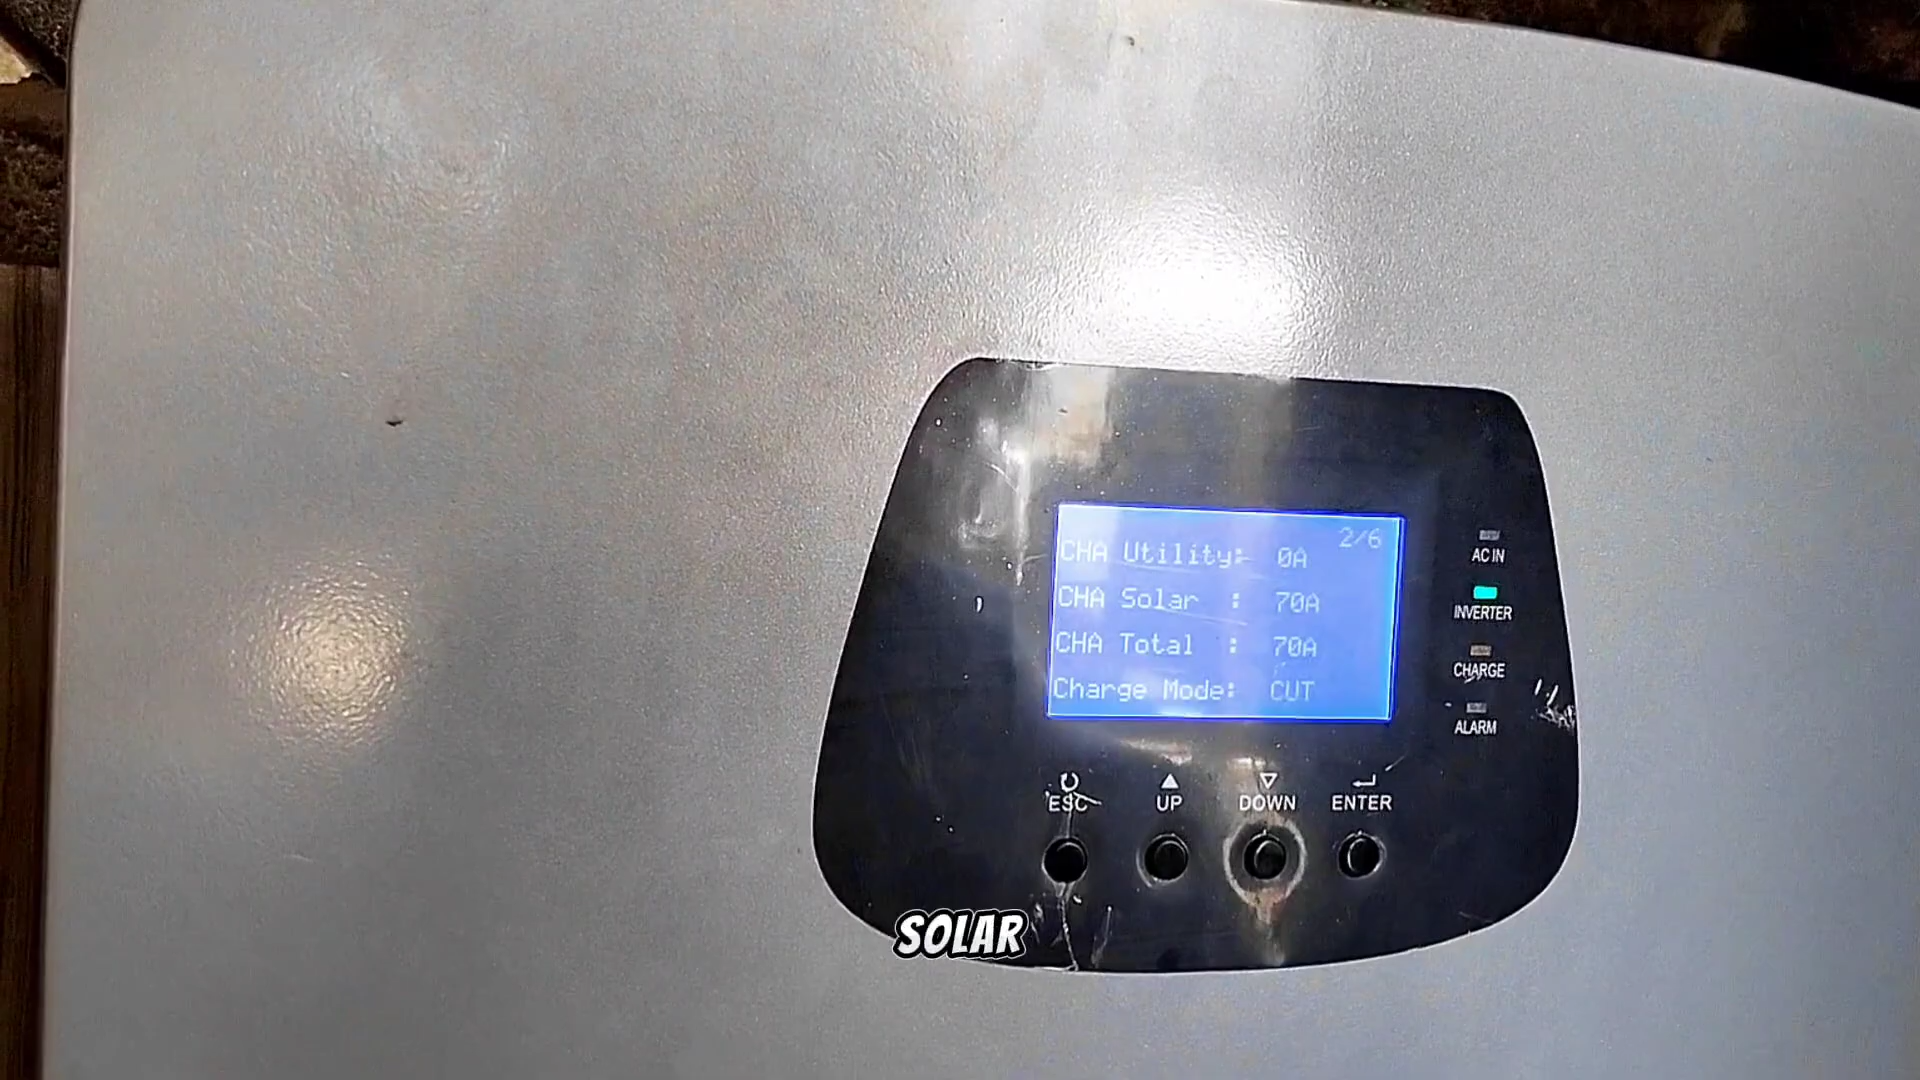 2/6
CHA Utility: 0A
CHA Solar : 70A
CHA Total : 70A
Charge Mode: CUT
AC IN
INVERTER
CHARGE
ALARM
ESC UP DOWN ENTER
SOLAR